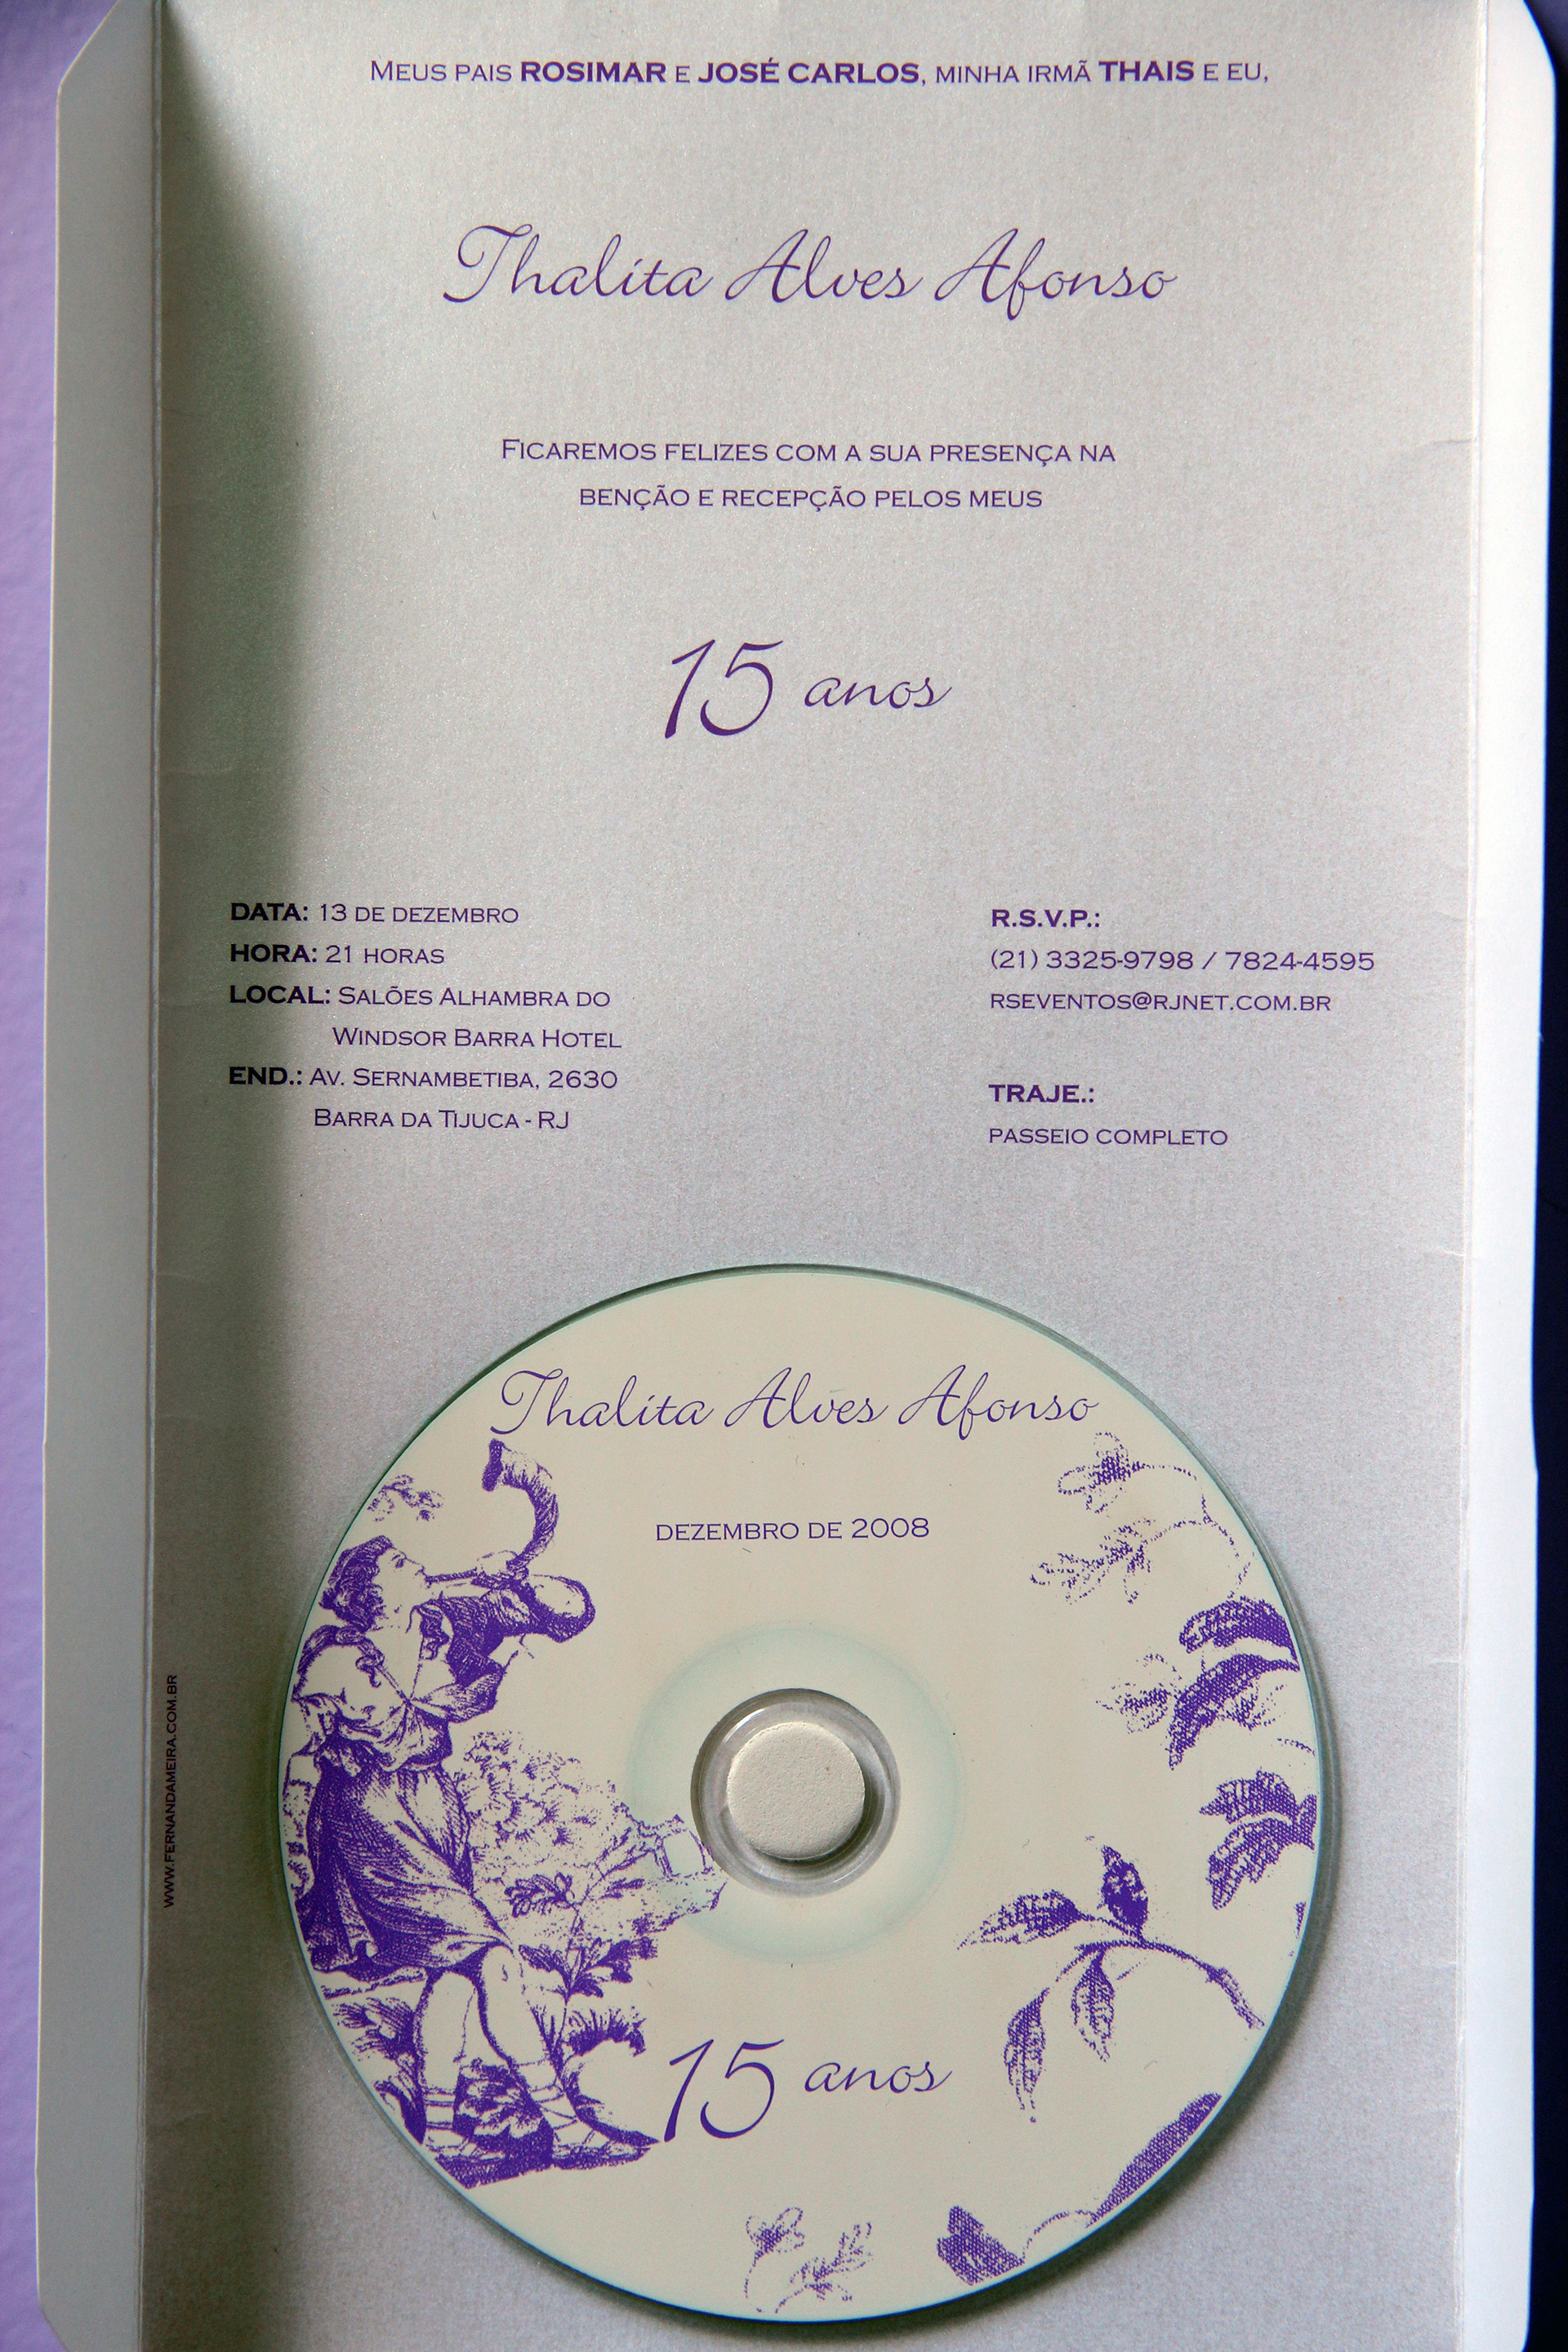 MEUS PAIS ROSIMAR E JOSÉ CARLOS, MINHA IRMÃ THAIS E EU,
Thalita Alves Afonso
FICAREMOS FELIZES COM A SUA PRESENÇA NA
BENÇÃO E RECEPÇÃO PELOS MEUS
15 anos
DATA: 13 DE DEZEMBRO
HORA: 21 HORAS
LOCAL: SALÕES ALHAMBRA DO
WINDSOR BARRA HOTEL
END.: AV. SERNAMBETIBA, 2630
BARRA DA TIJUCA - RJ
R.S.V.P.:
(21) 3325-9798 / 7824-4595
RSEVENTOS@RJNET.COM.BR
TRAJE.:
PASSEIO COMPLETO
Thalita Alves Afonso
DEZEMBRO DE 2008
15 anos
WWW.FERNANDAMEIRA.COM.BR